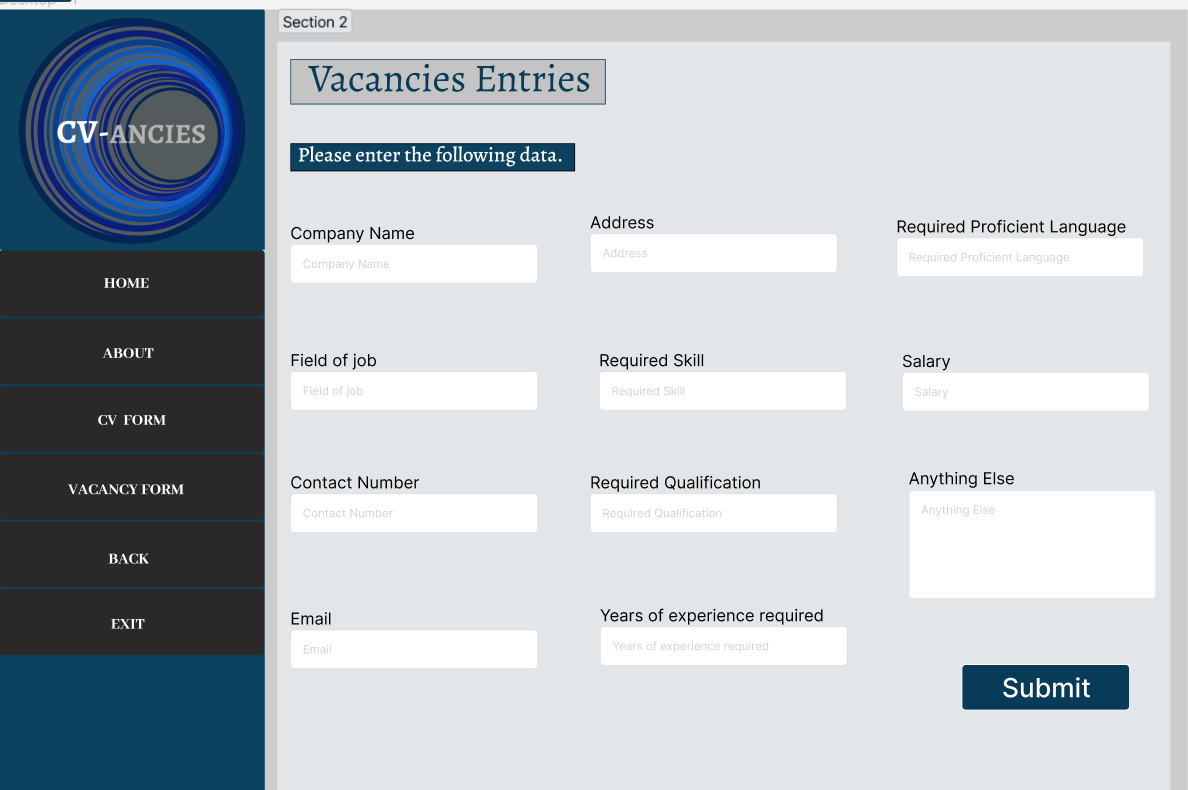 Section 2
CV-ANCIES
HOME
ABOUT
CV FORM
VACANCY FORM
BACK
EXIT
Vacancies Entries
Please enter the following data.
Company Name
Company Name
Address
Address
Required Proficient Language
Required Proficient Language
Field of job
Field of job
Required Skill
Required Skill
Salary
Salary
Contact Number
Contact Number
Required Qualification
Required Qualification
Anything Else
Anything Else
Email
Email
Years of experience required
Years of experience required
Submit